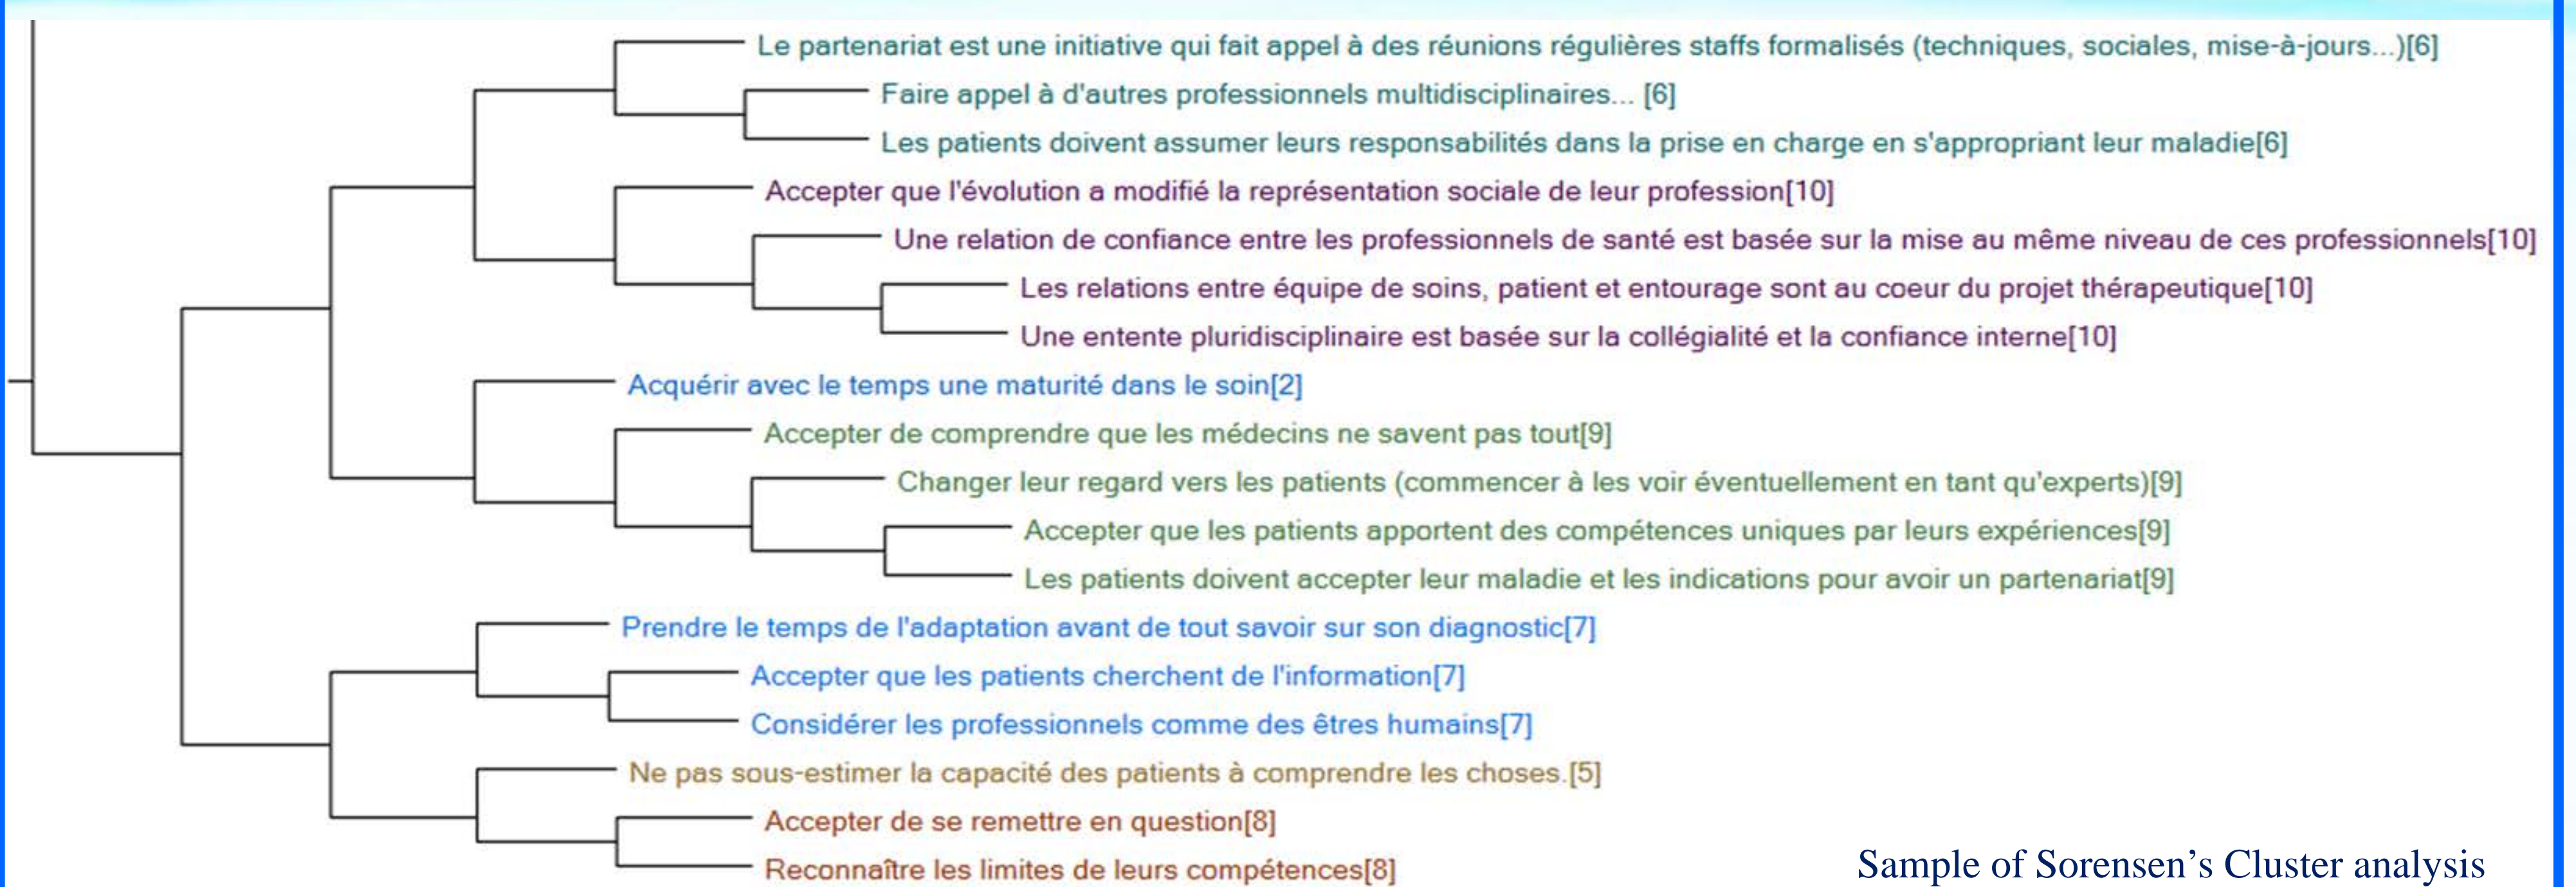 Le partenariat est une initiative qui fait appel à des réunions régulières staffs formalisés (techniques, sociales, mise-à-jours...)[6]
Faire appel à d'autres professionnels multidisciplinaires... [6]
Les patients doivent assumer leurs responsabilités dans la prise en charge en s'appropriant leur maladie[6]
Accepter que l'évolution a modifié la représentation sociale de leur profession[10]
Une relation de confiance entre les professionnels de santé est basée sur la mise au même niveau de ces professionnels[10]
Les relations entre équipe de soins, patient et entourage sont au coeur du projet thérapeutique[10]
Une entente pluridisciplinaire est basée sur la collégialité et la confiance interne[10]
Acquérir avec le temps une maturité dans le soin[2]
Accepter de comprendre que les médecins ne savent pas tout[9]
Changer leur regard vers les patients (commencer à les voir éventuellement en tant qu'experts)[9]
Accepter que les patients apportent des compétences uniques par leurs expériences[9]
Les patients doivent accepter leur maladie et les indications pour avoir un partenariat[9]
Prendre le temps de l'adaptation avant de tout savoir sur son diagnostic[7]
Accepter que les patients cherchent de l'information[7]
Considérer les professionnels comme des êtres humains[7]
Ne pas sous-estimer la capacité des patients à comprendre les choses.[5]
Accepter de se remettre en question[8]
Reconnaître les limites de leurs compétences[8]
Sample of Sorensen's Cluster analysis